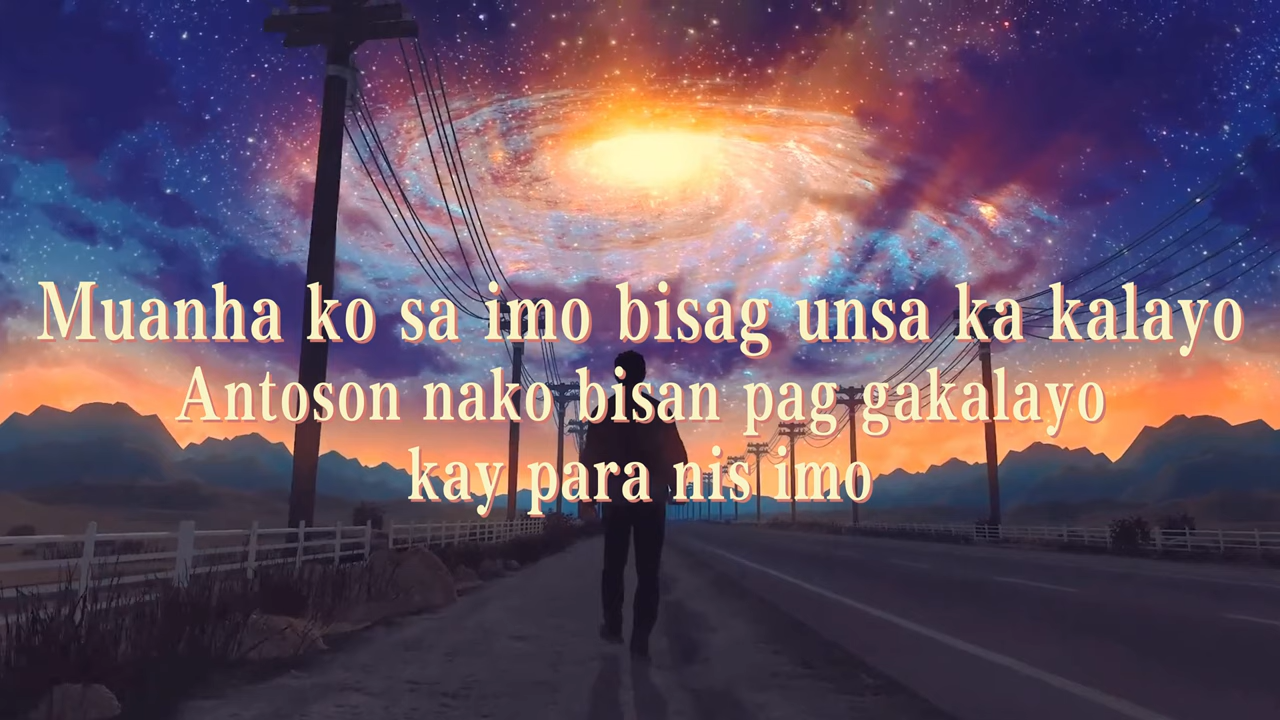 Muanha ko sa imo bisag unsa ka kalayo
Antoson nako bisan pag gakalayo
kay para nis imo